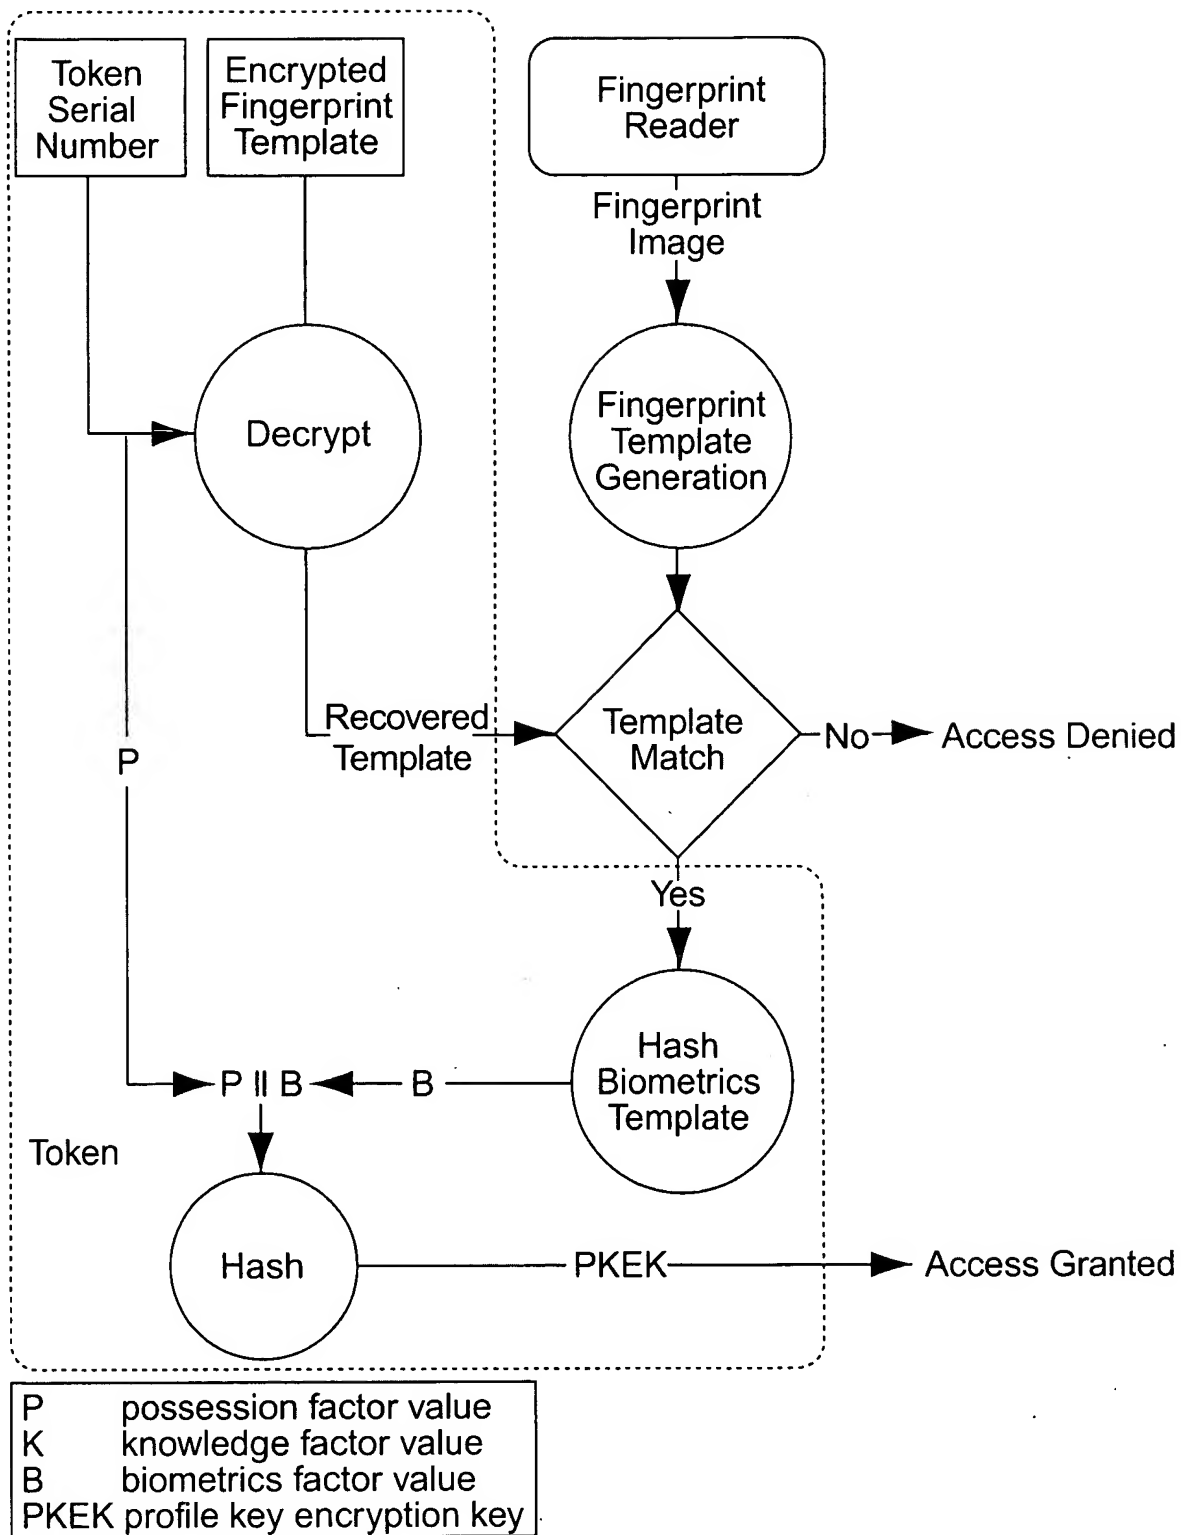 Token
Serial
Number
Encrypted
Fingerprint
Template
Fingerprint
Reader
Fingerprint
Image
Decrypt
Fingerprint
Template
Generation
Recovered
Template
Template
Match
No
Access Denied
P
Yes
Hash
Biometrics
Template
P || B
B
Token
Hash
PKEK
Access Granted
P possession factor value
K knowledge factor value
B biometrics factor value
PKEK profile key encryption key